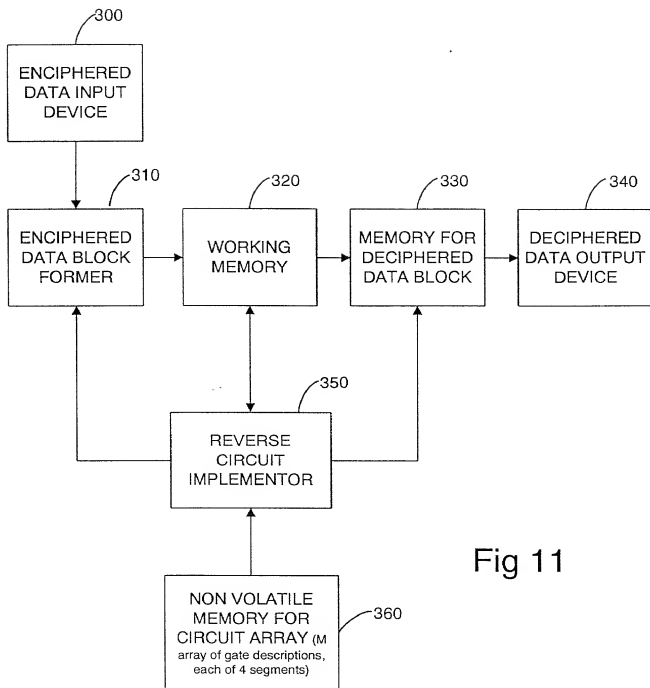 300
ENCIPHERED
DATA INPUT
DEVICE
310
320
330
340
ENCIPHERED
DATA BLOCK
FORMER
WORKING
MEMORY
MEMORY FOR
DECIPHERED
DATA BLOCK
DECIPHERED
DATA OUTPUT
DEVICE
350
REVERSE
CIRCUIT
IMPLEMENTOR
Fig 11
NON VOLATILE
MEMORY FOR
CIRCUIT ARRAY (M
array of gate descriptions,
each of 4 segments)
360